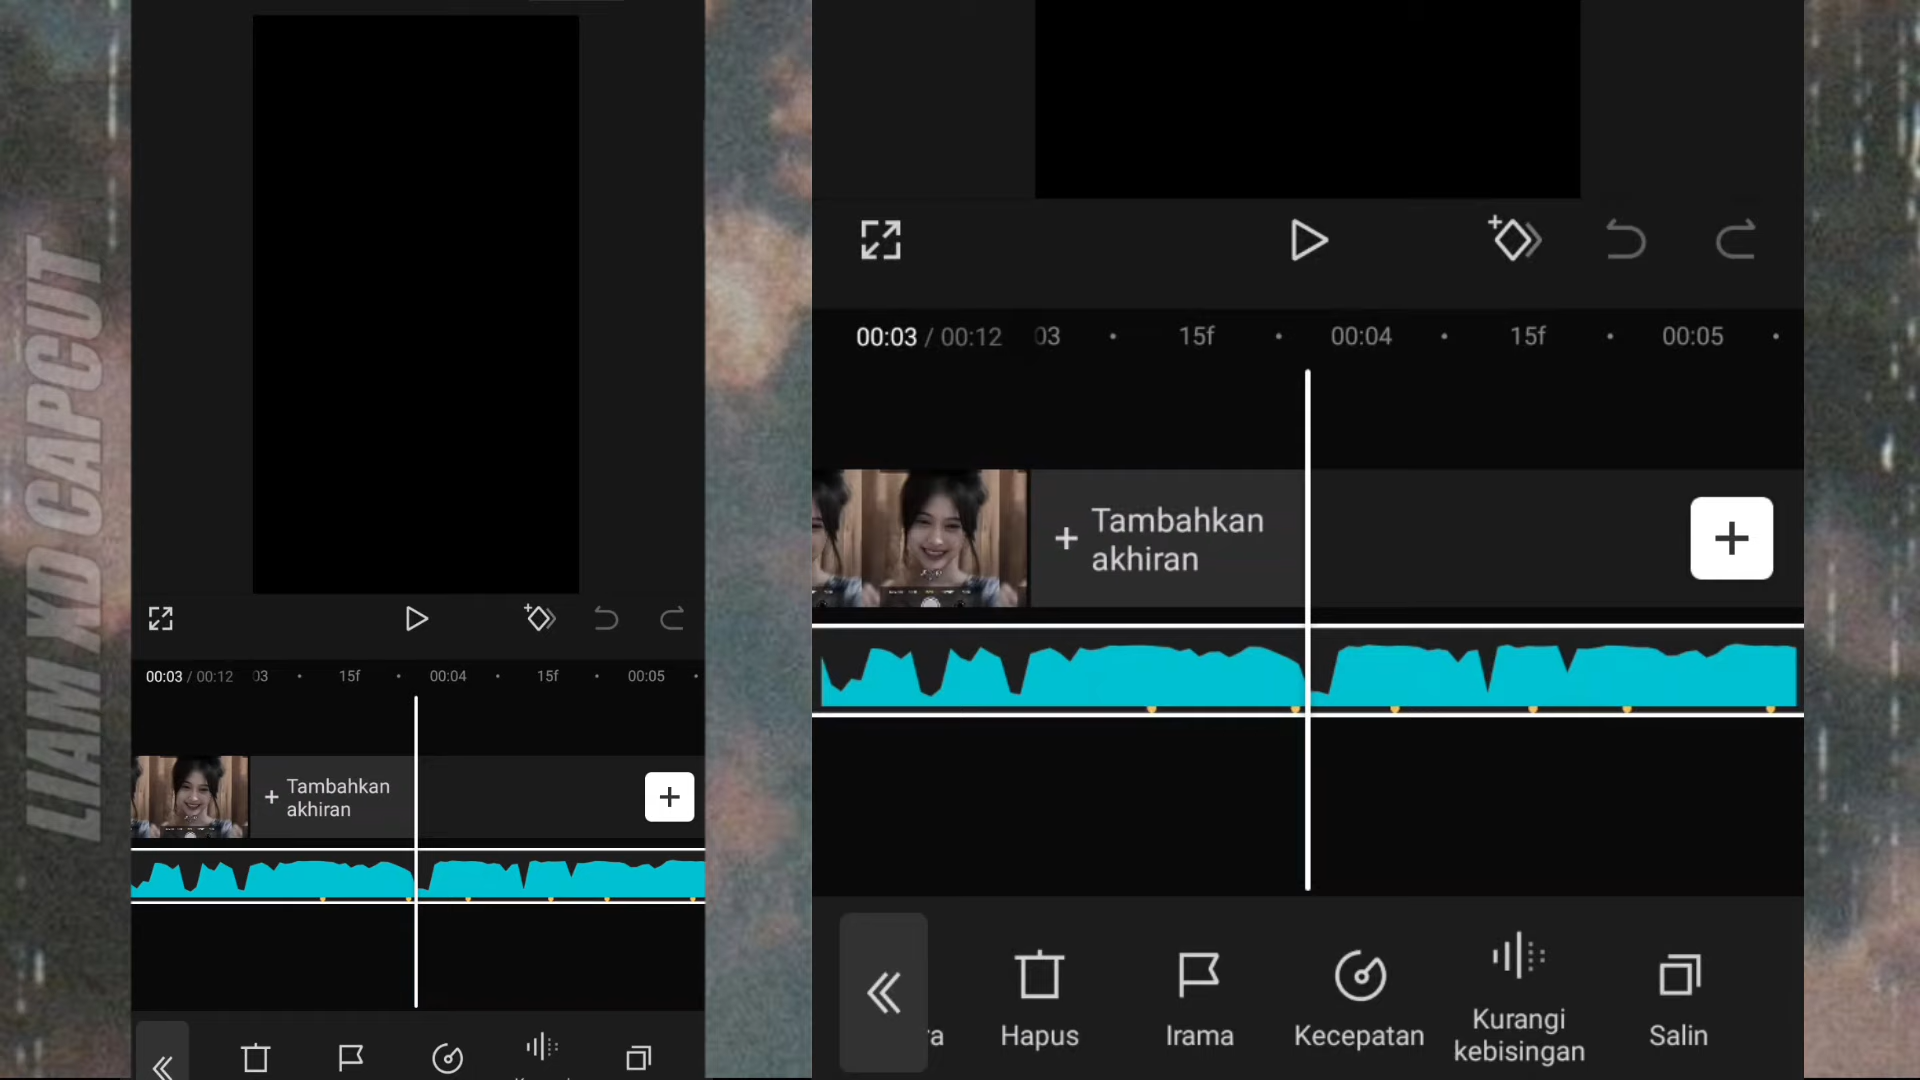 LIAM XD CAPCUT
00:03 / 00:12 03 15f 00:04 15f 00:05
+ Tambahkan
akhiran
+
00:03 / 00:12 03 15f 00:04 15f 00:05
+ Tambahkan
akhiran
+
ra
Hapus
Irama
Kecepatan
Kurangi
kebisingan
Salin